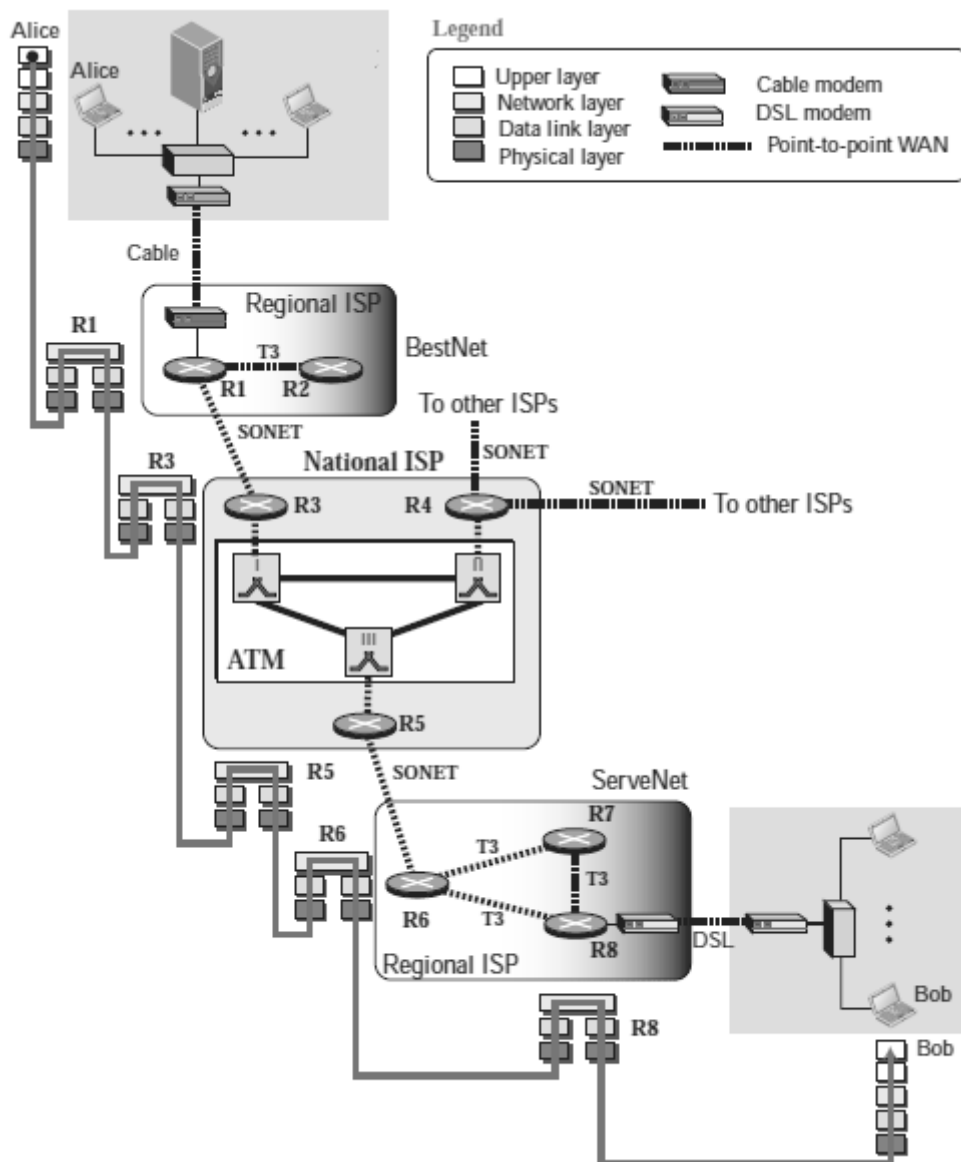 Alice
Alice
Legend
Upper layer
Network layer
Data link layer
Physical layer
Cable modem
DSL modem
Point-to-point WAN
Cable
Regional ISP
R1
T3
R1
R2
BestNet
SONET
To other ISPs
SONET
National ISP
R3
R3
R4
SONET
To other ISPs
I
II
III
ATM
R5
R5
SONET
ServeNet
R6
R7
T3
T3
R6
T3
R8
DSL
Regional ISP
Bob
R8
Bob